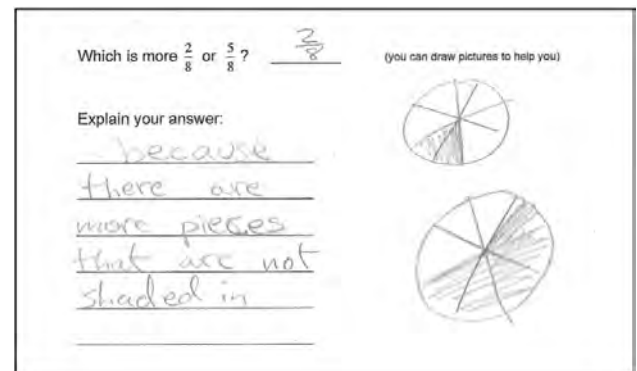 Which is more 2/8 or 5/8 ? 2/8
(you can draw pictures to help you)
Explain your answer:
because
there are
more pieces
that are not
shaded in